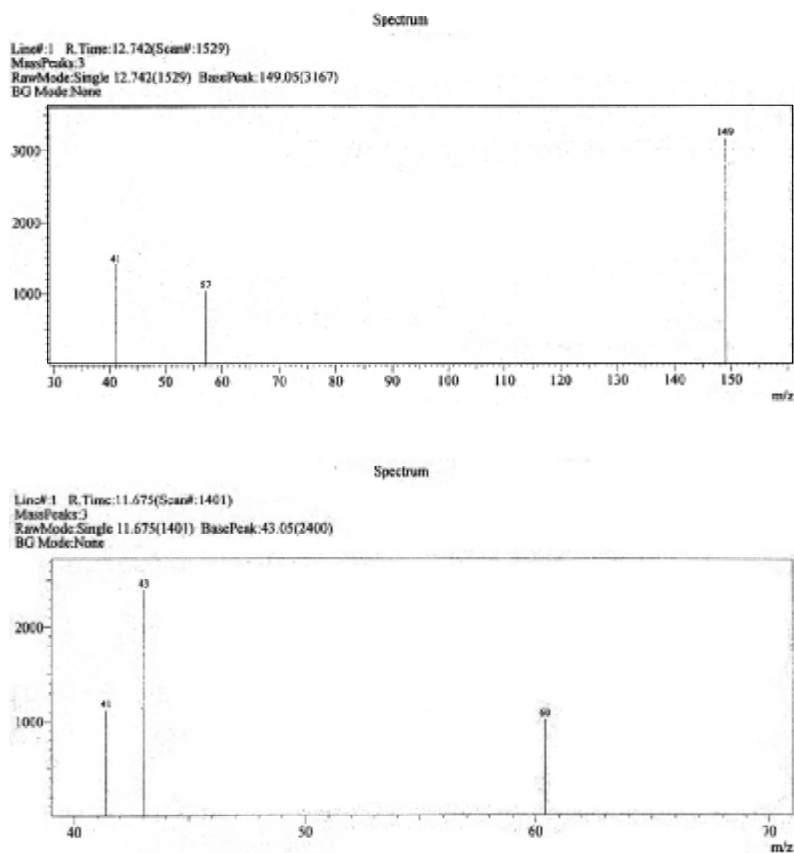 Spectrum
Line#:1 R.Time:12.742(Scan#:1529)
MassPeaks:3
RawMode:Single 12.742(1529) BasePeak:149.05(3167)
BG Mode:None
149
3000
2000
41
57
1000
30 40 50 60 70 80 90 100 110 120 130 140 150
m/z
Spectrum
Line#:1 R.Time:11.675(Scan#:1401)
MassPeaks:3
RawMode:Single 11.675(1401) BasePeak:43.05(2400)
BG Mode:None
43
2000
41
60
1000
40 50 60 70
m/z